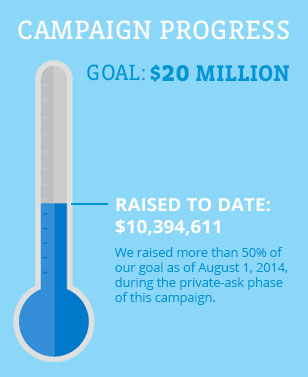 CAMPAIGN PROGRESS
GOAL: $20 MILLION
RAISED TO DATE:
$10,394,611
We raised more than 50% of
our goal as of August 1, 2014,
during the private-ask phase
of this campaign.